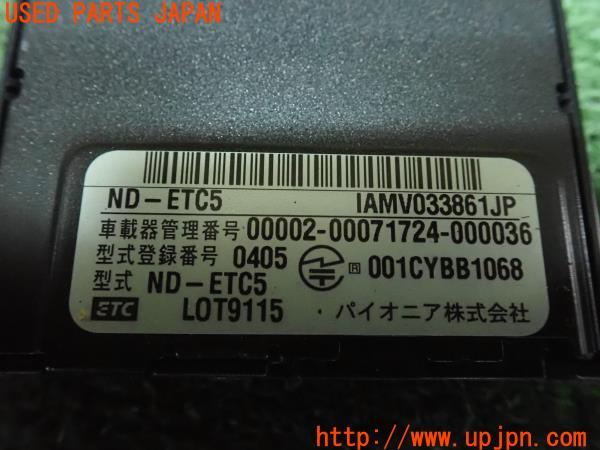 USED PARTS JAPAN
ND-ETC5 IAMV033861JP
車載器管理番号 00002-00071724-000036
型式登録番号 0405 R 001CYBB1068
型式 ND-ETC5
ETC LOT9115 ・パイオニア株式会社
http://www.upjpn.com/